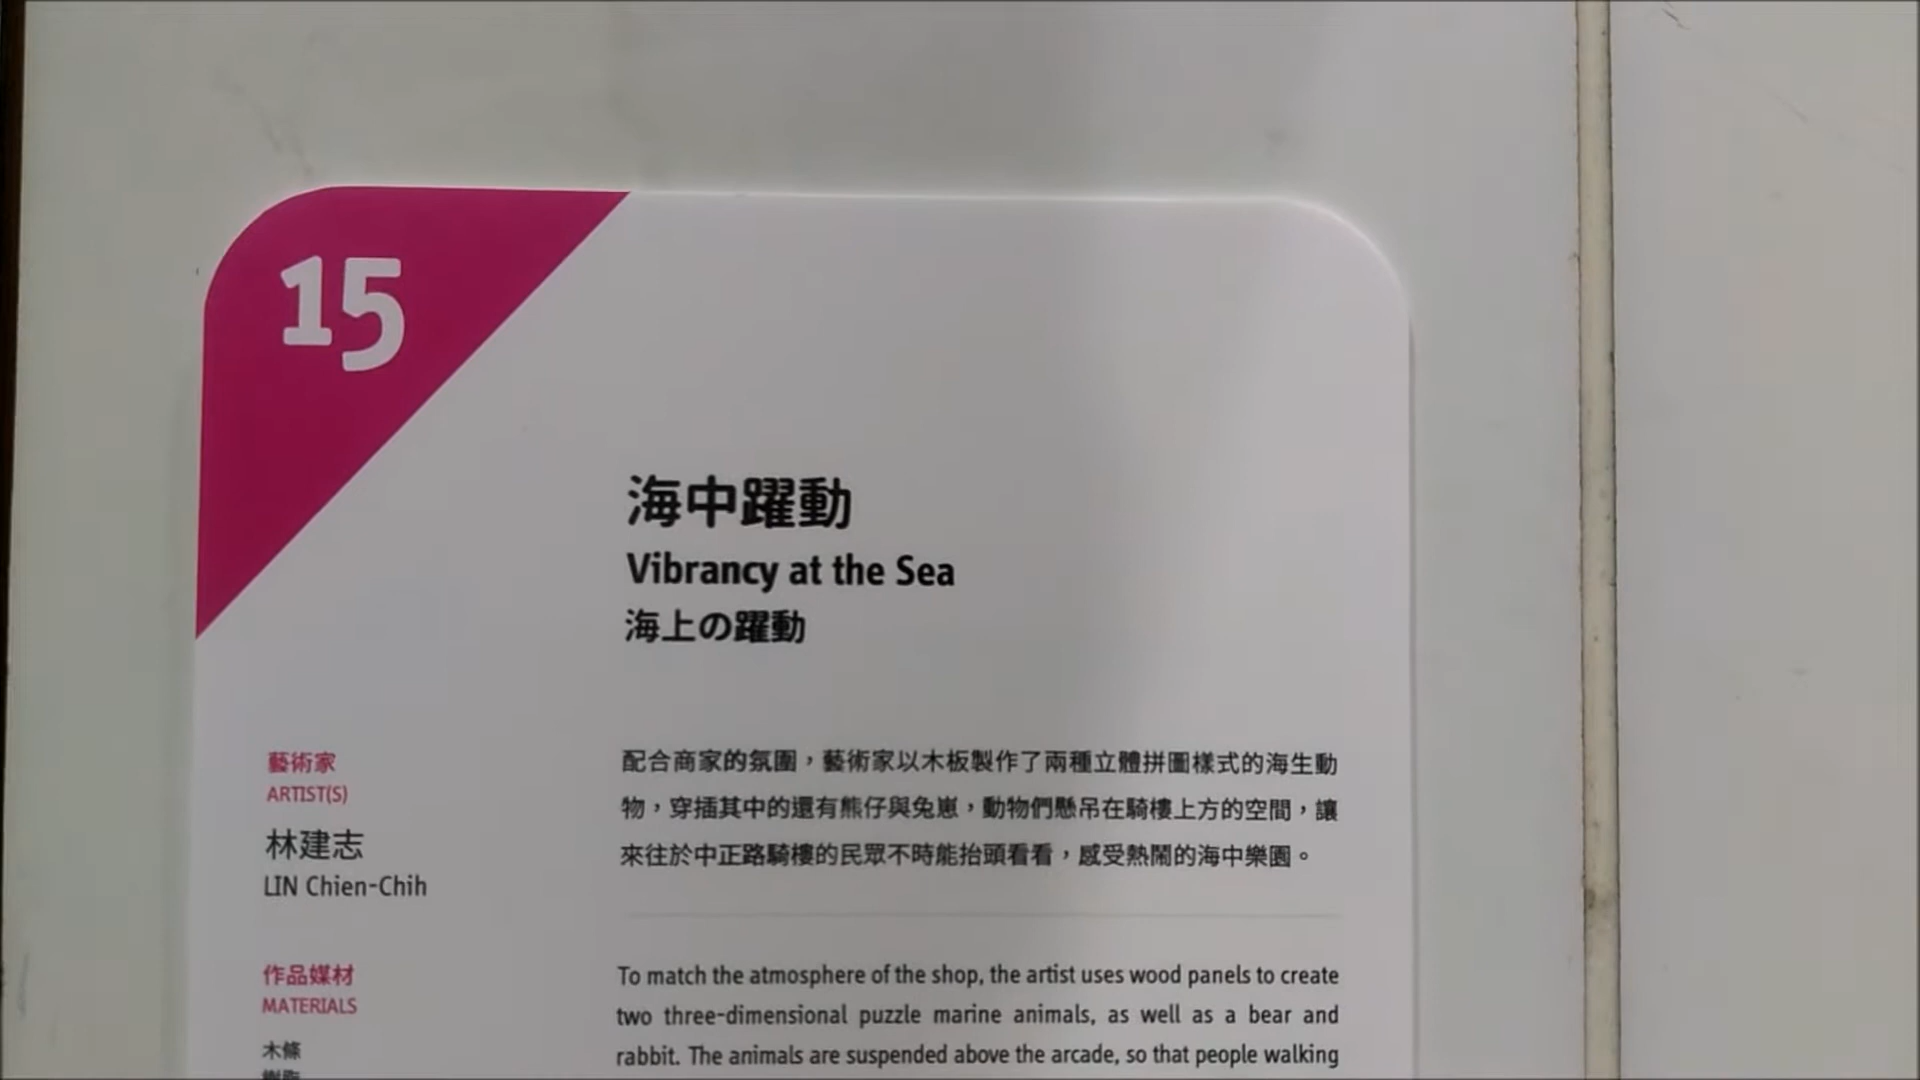 15
海中躍動
Vibrancy at the Sea
海上の躍動
藝術家
ARTIST(S)
林建志
LIN Chien-Chih
作品媒材
MATERIALS
木條
配合商家的氛圍，藝術家以木板製作了兩種立體拼圖樣式的海生動
物，穿插其中的還有熊仔與兔崽，動物們懸吊在騎樓上方的空間，讓
來往於中正路騎樓的民眾不時能抬頭看看，感受熱鬧的海中樂園。
To match the atmosphere of the shop, the artist uses wood panels to create
two three-dimensional puzzle marine animals, as well as a bear and
rabbit. The animals are suspended above the arcade, so that people walking